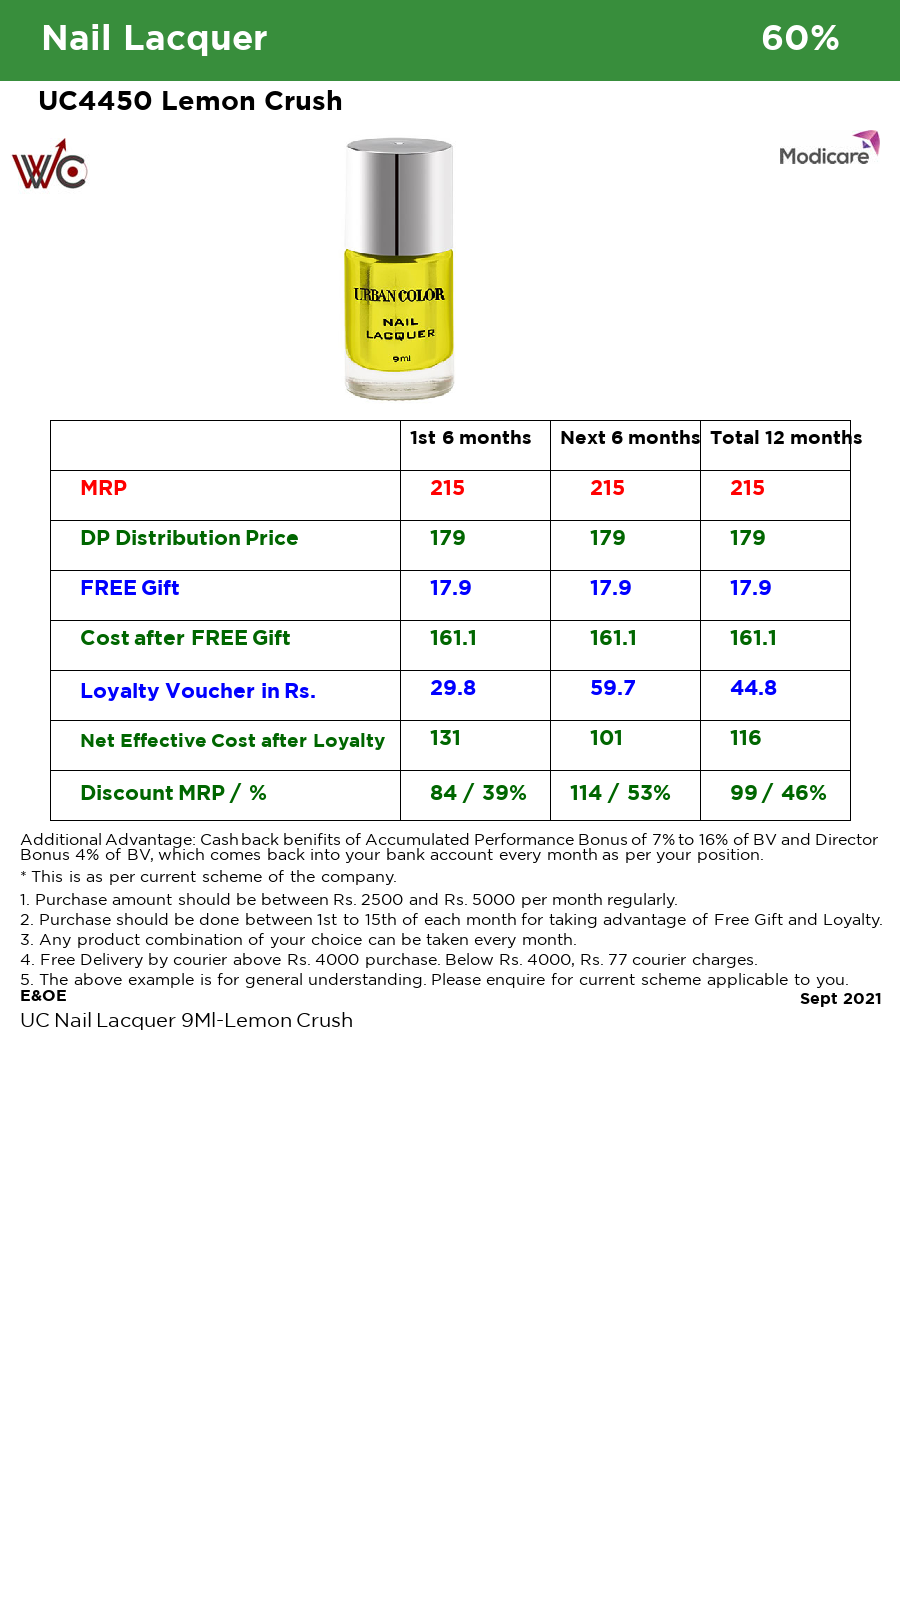 Nail Lacquer 60%
UC4450 Lemon Crush
WC
Modicare
URBAN COLOR
NAIL
LACQUER
9ml
1st 6 months Next 6 months Total 12 months
MRP 215 215 215
DP Distribution Price 179 179 179
FREE Gift 17.9 17.9 17.9
Cost after FREE Gift 161.1 161.1 161.1
Loyalty Voucher in Rs. 29.8 59.7 44.8
Net Effective Cost after Loyalty 131 101 116
Discount MRP / % 84 / 39% 114 / 53% 99 / 46%
Additional Advantage: Cashback benifits of Accumulated Performance Bonus of 7% to 16% of BV and Director
Bonus 4% of BV, which comes back into your bank account every month as per your position.
* This is as per current scheme of the company.
1. Purchase amount should be between Rs. 2500 and Rs. 5000 per month regularly.
2. Purchase should be done between 1st to 15th of each month for taking advantage of Free Gift and Loyalty.
3. Any product combination of your choice can be taken every month.
4. Free Delivery by courier above Rs. 4000 purchase. Below Rs. 4000, Rs. 77 courier charges.
5. The above example is for general understanding. Please enquire for current scheme applicable to you.
E&OE
Sept 2021
UC Nail Lacquer 9Ml-Lemon Crush